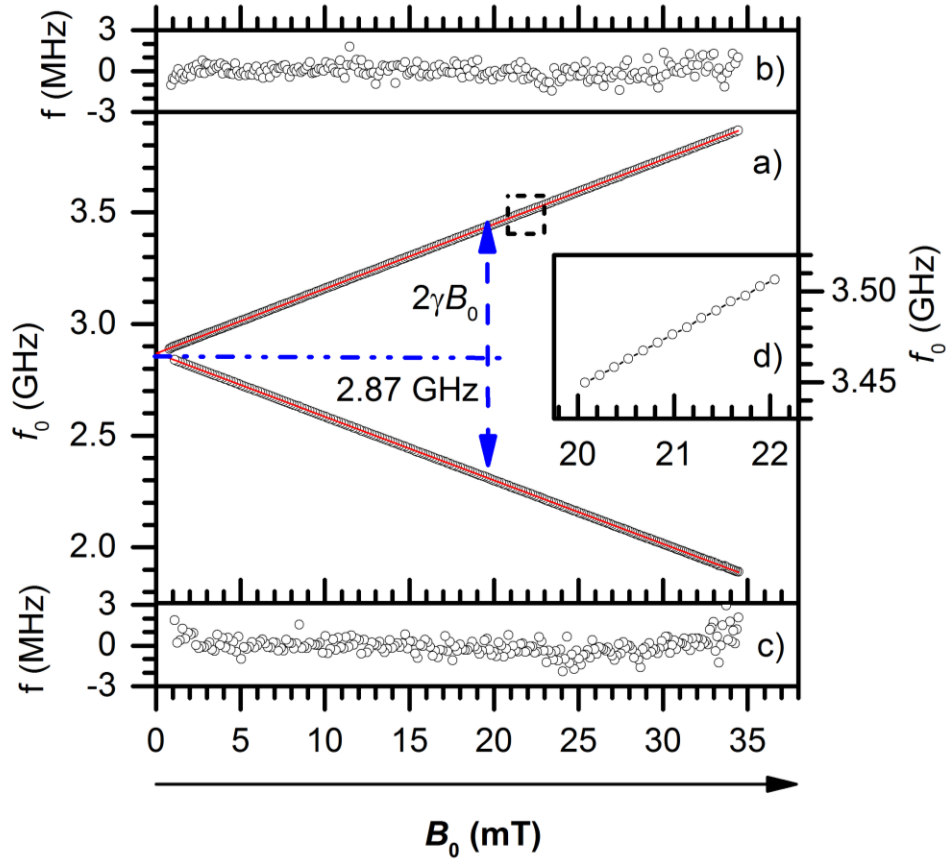 3
0
-3
f (MHz)
b)
a)
3.5
3.0
2.5
2.0
f₀ (GHz)
2γB₀
2.87 GHz
d)
3.50
3.45
f₀ (GHz)
20 21 22
3
0
-3
f (MHz)
c)
0 5 10 15 20 25 30 35
B₀ (mT)